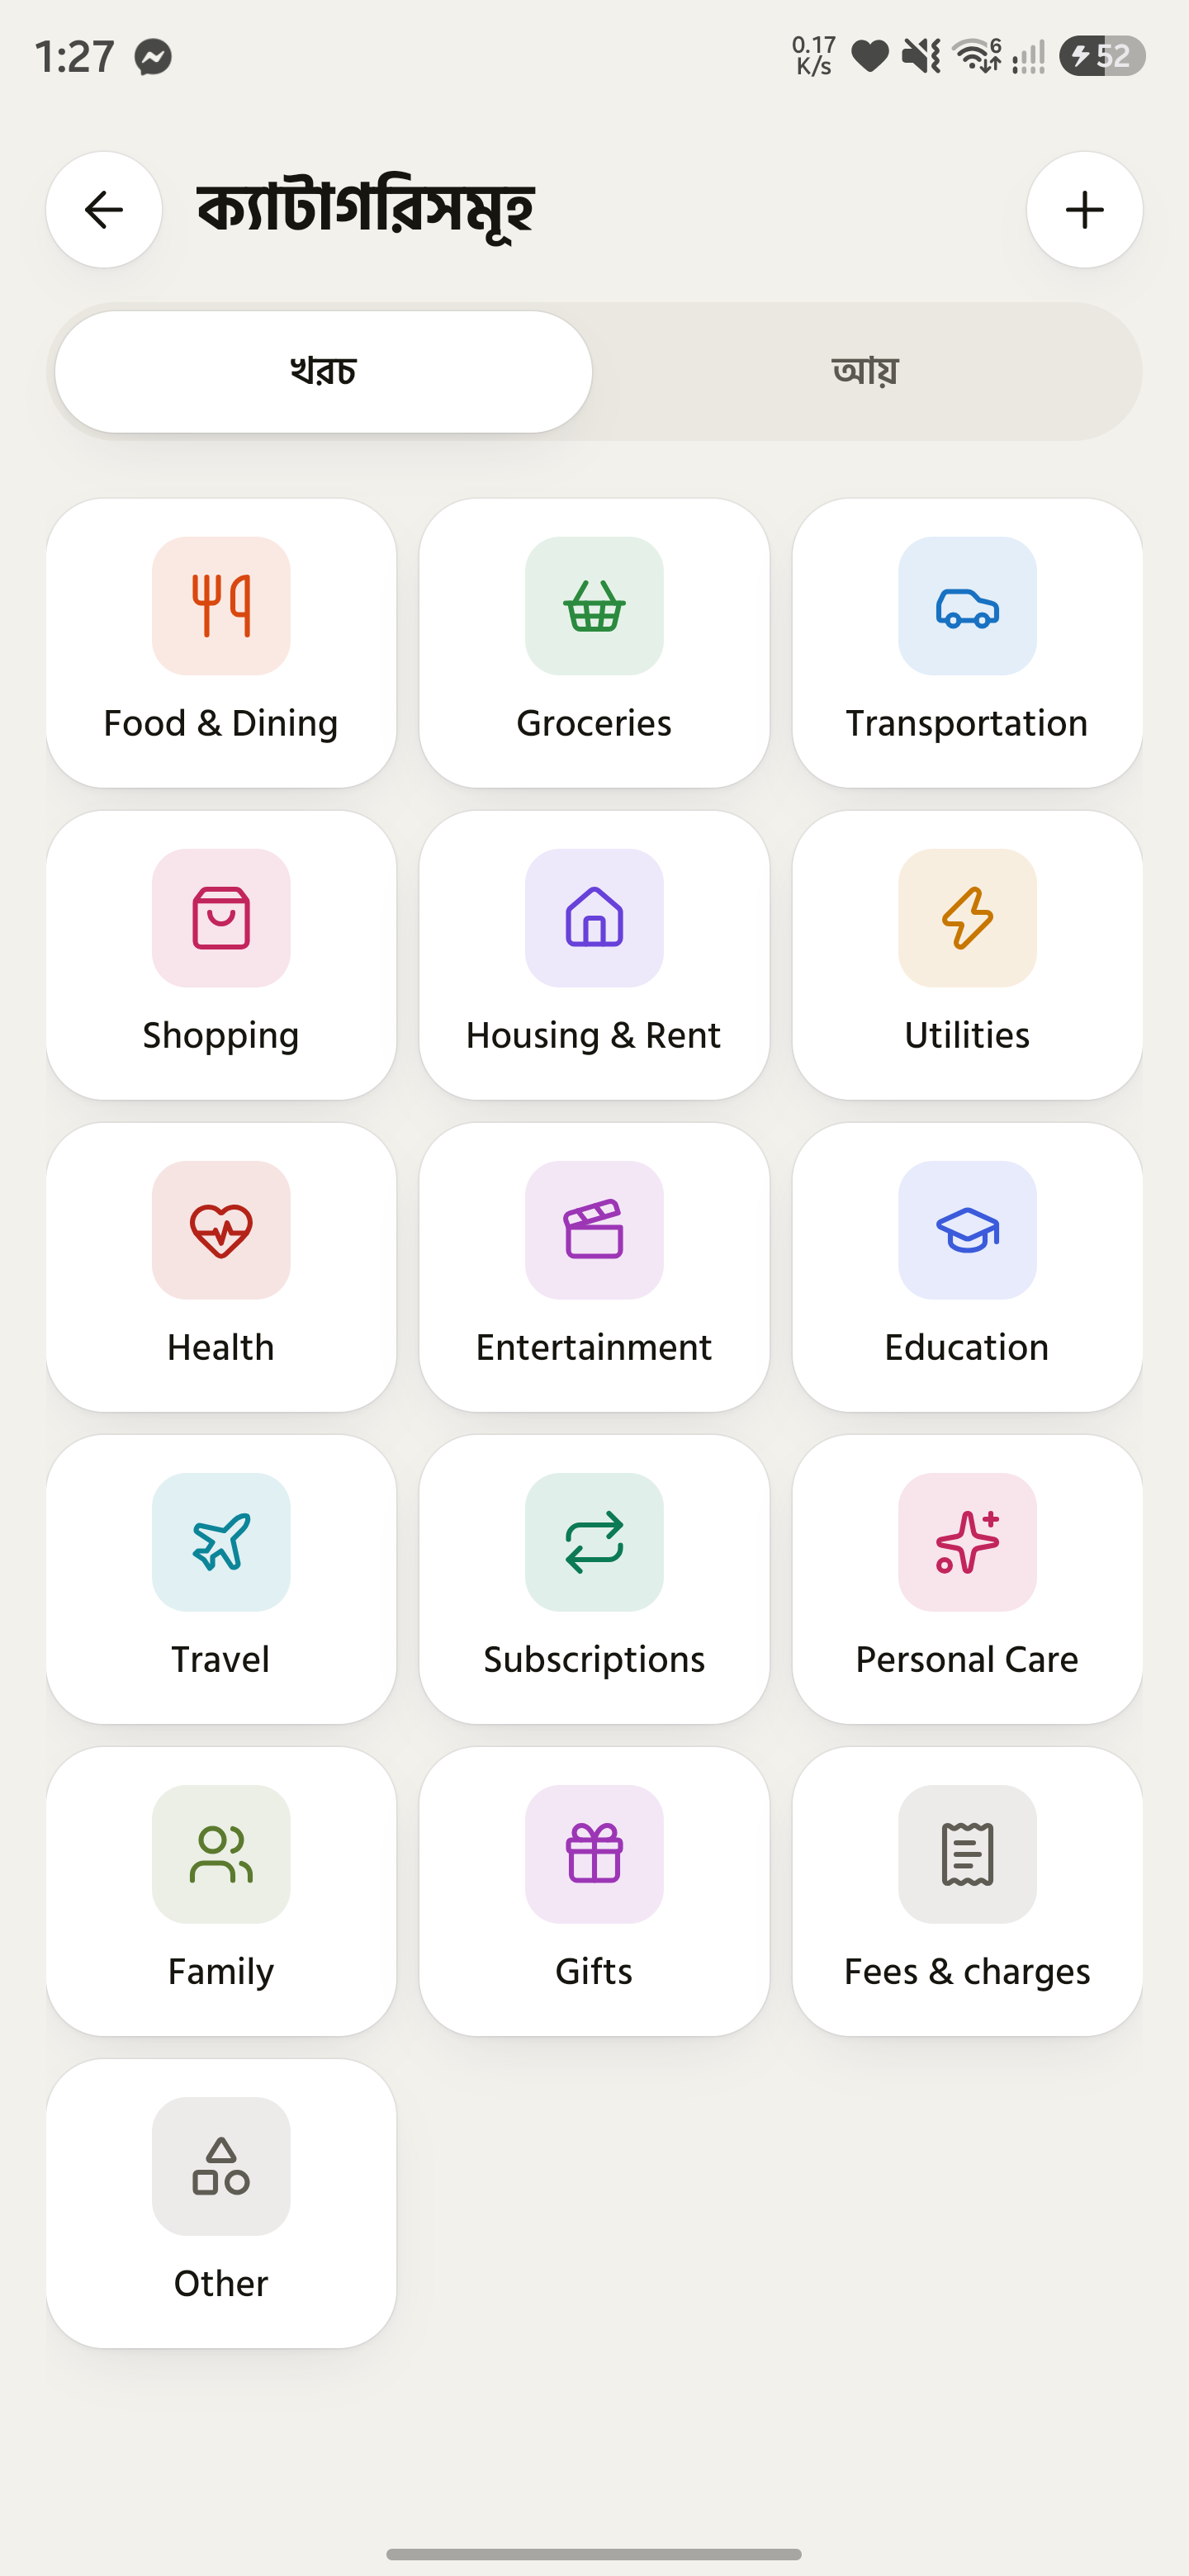 1:27
0.17
K/s
6
52
ক্যাটাগরিসমূহ
খরচ
আয়
Food & Dining
Groceries
Transportation
Shopping
Housing & Rent
Utilities
Health
Entertainment
Education
Travel
Subscriptions
Personal Care
Family
Gifts
Fees & charges
Other